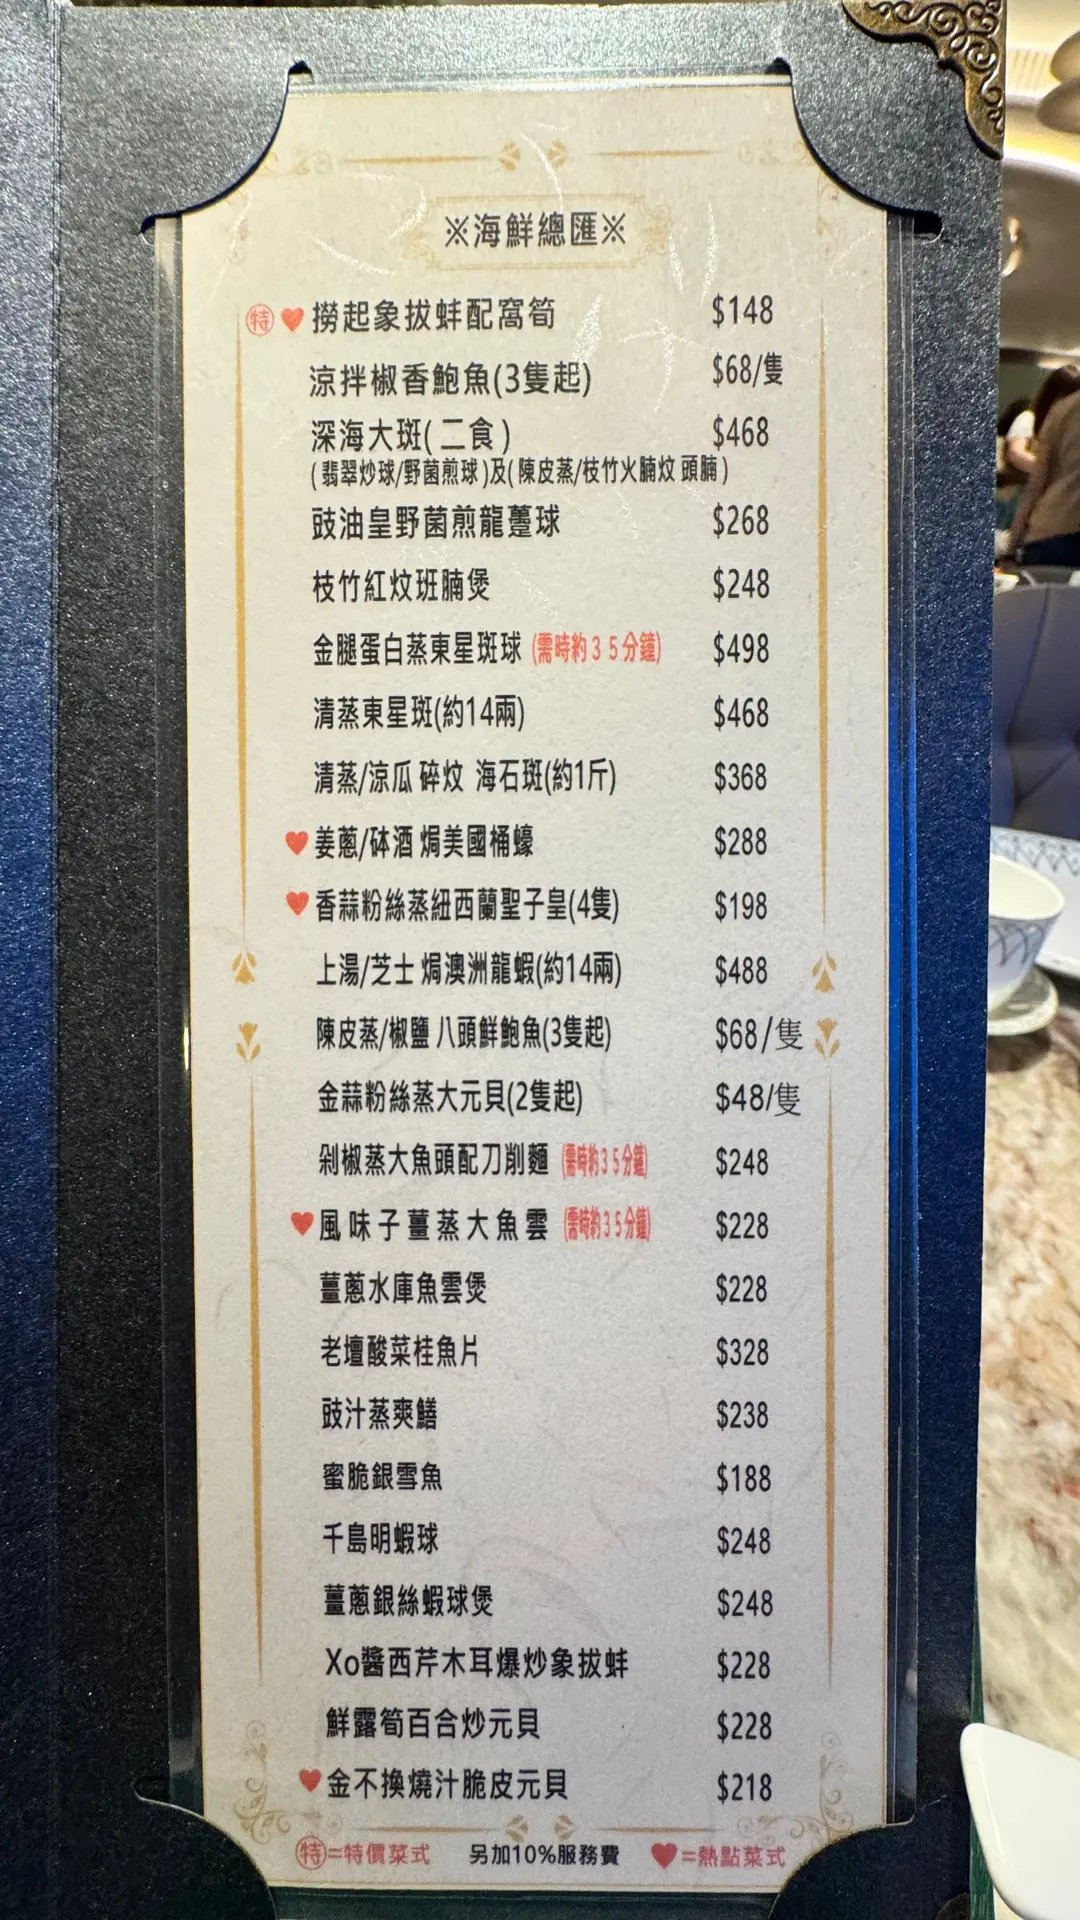 ※海鮮總匯※
特 ♥ 撈起象拔蚌配窩筍 $148
涼拌椒香鮑魚(3隻起) $68/隻
深海大斑( 二食 ) $468
( 翡翠炒球/野菌煎球 )及( 陳皮蒸/枝竹火腩炆 頭腩 )
豉油皇野菌煎龍躉球 $268
枝竹紅炆班腩煲 $248
金腿蛋白蒸東星斑球 (需時約35分鐘) $498
清蒸東星斑(約14兩) $468
清蒸/涼瓜 碎炆 海石斑(約1斤) $368
♥ 姜蔥/砵酒 焗美國桶蠔 $288
♥ 香蒜粉絲蒸紐西蘭聖子皇(4隻) $198
上湯/芝士 焗澳洲龍蝦(約14兩) $488
陳皮蒸/椒鹽 八頭鮮鮑魚(3隻起) $68/隻
金蒜粉絲蒸大元貝(2隻起) $48/隻
剁椒蒸大魚頭配刀削麵 (需時約35分鐘) $248
♥ 風味子薑蒸大魚雲 (需時約35分鐘) $228
薑蔥水庫魚雲煲 $228
老壇酸菜桂魚片 $328
豉汁蒸爽鱔 $238
蜜脆銀雪魚 $188
千島明蝦球 $248
薑蔥銀絲蝦球煲 $248
Xo醬西芹木耳爆炒象拔蚌 $228
鮮露筍百合炒元貝 $228
♥ 金不換燒汁脆皮元貝 $218
特=特價菜式 另加10%服務費 ♥=熱點菜式